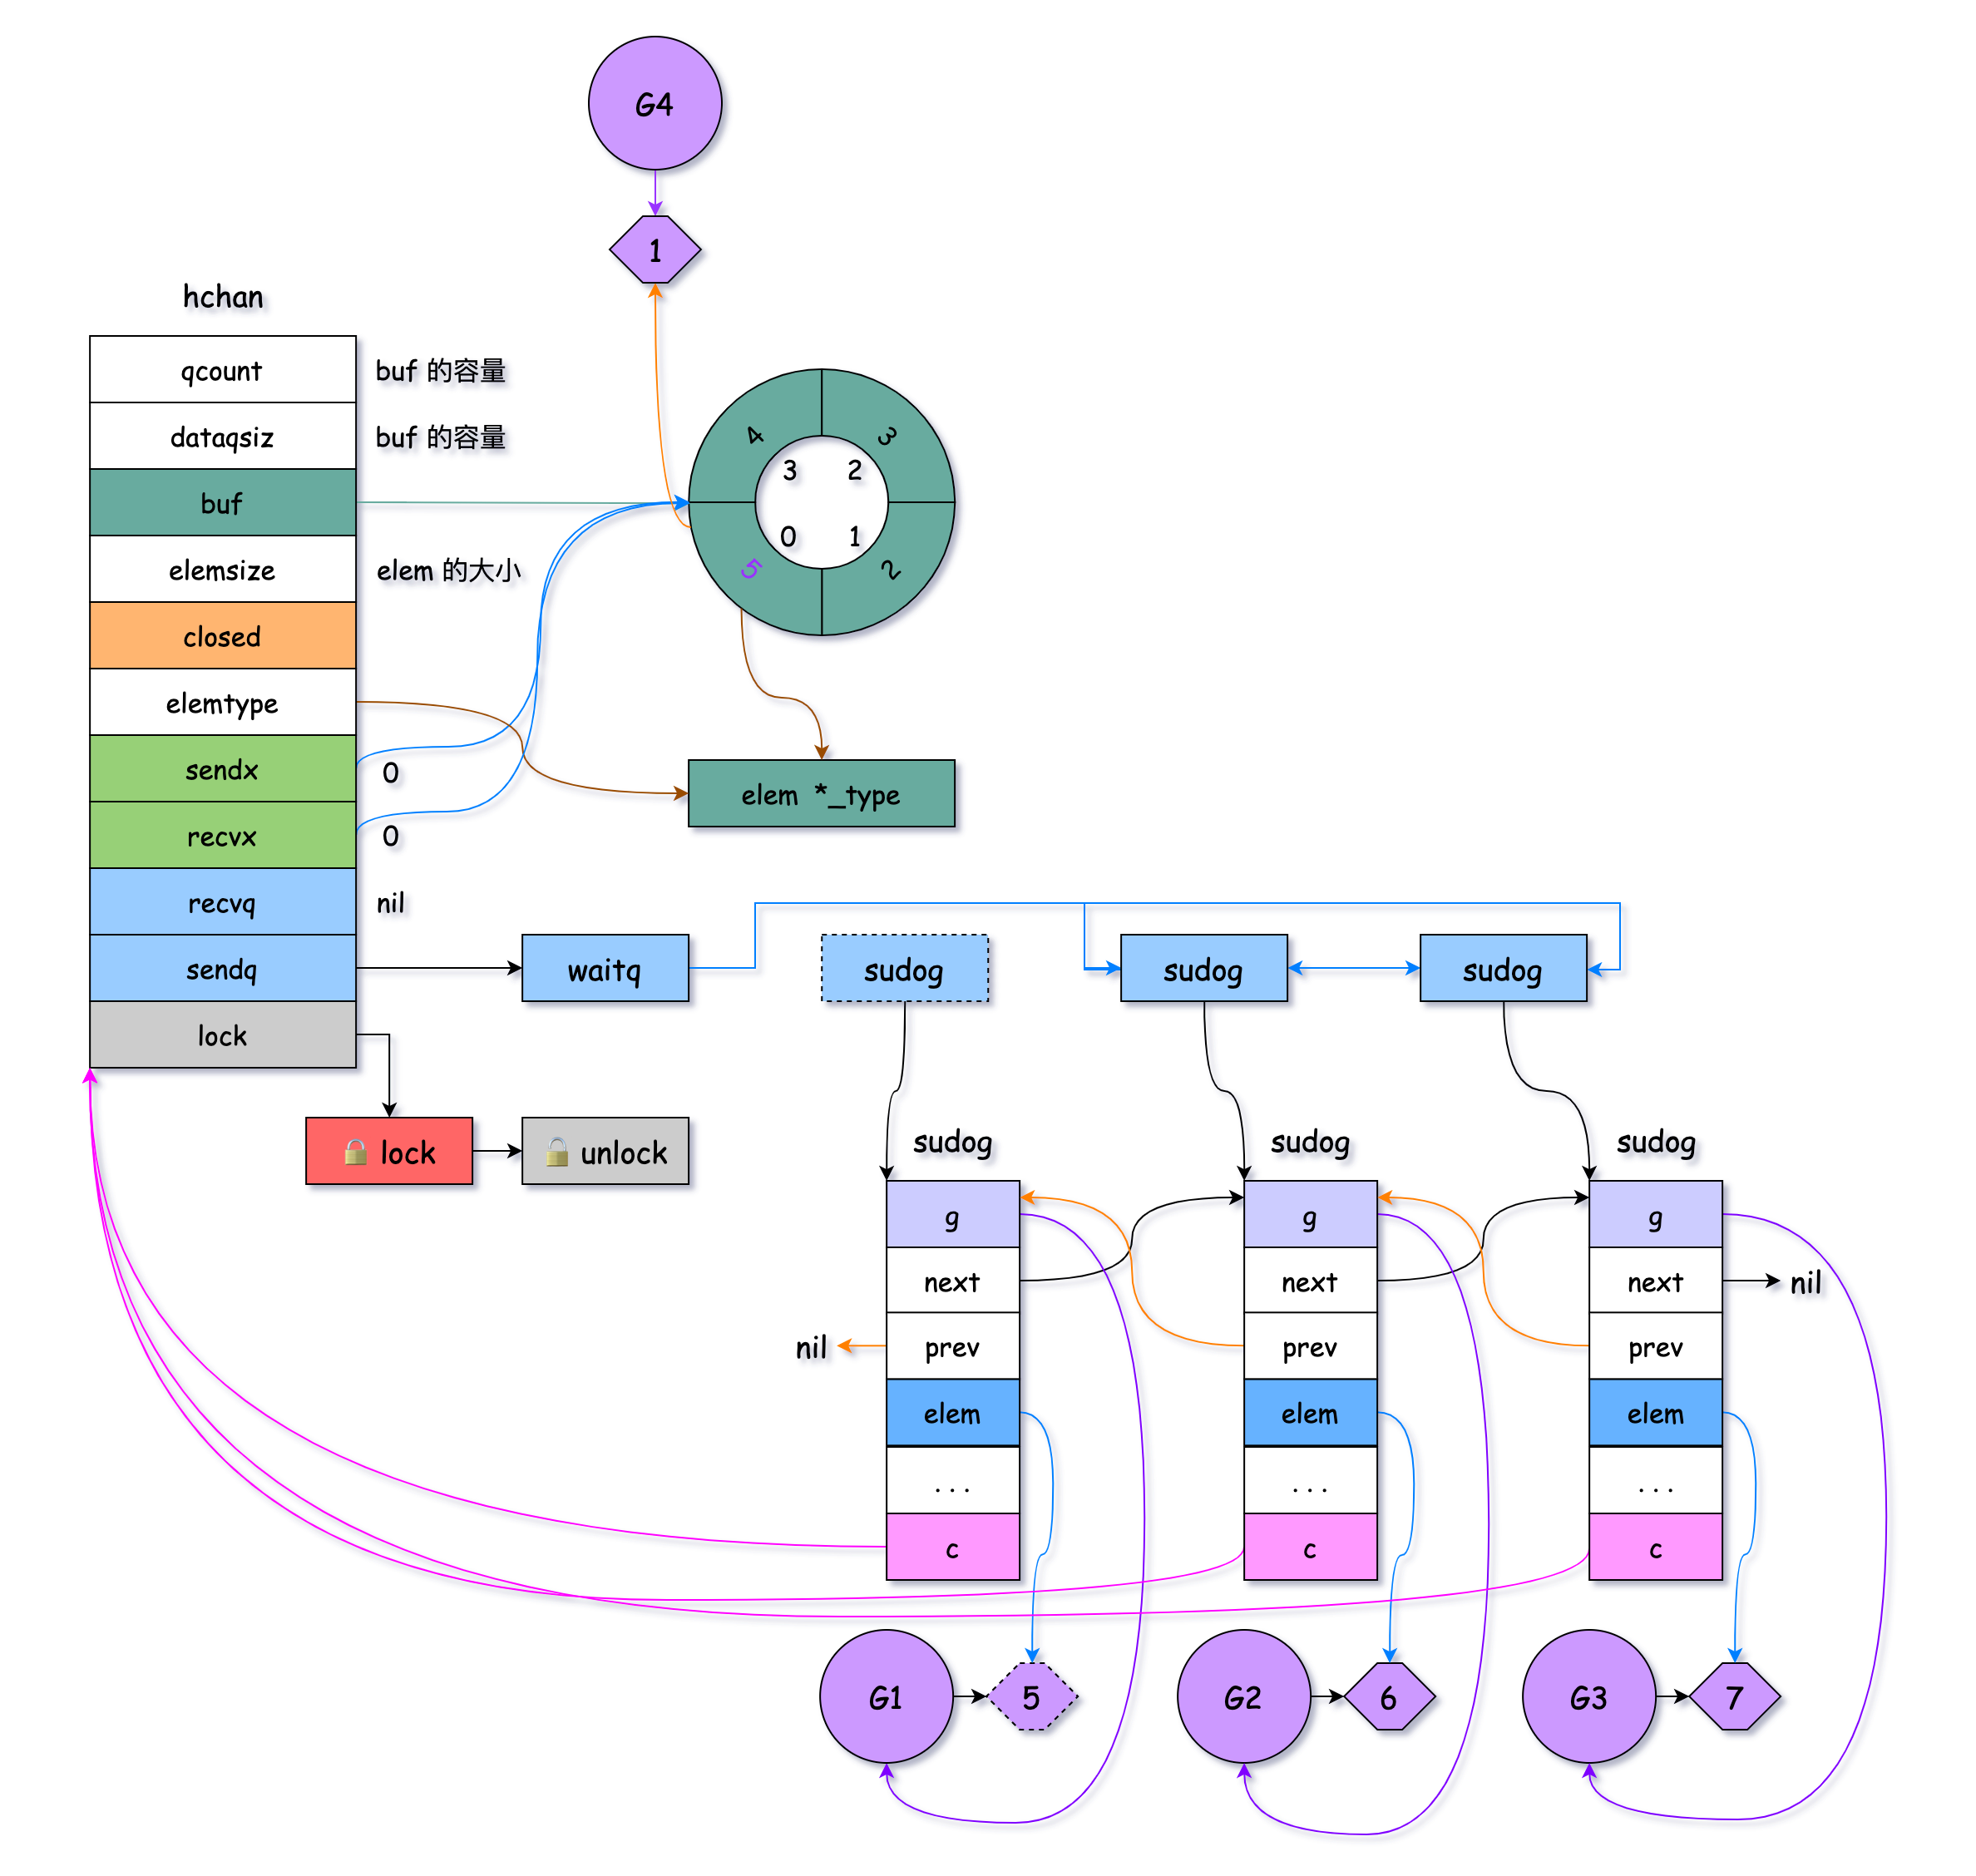 G4
1
hchan
qcount
buf 的容量
dataqsiz
buf 的容量
buf
elemsize
elem 的大小
closed
elemtype
sendx
0
recvx
0
recvq
nil
sendq
lock
4
3
5
2
3
2
0
1
elem *_type
waitq
sudog
sudog
sudog
🔒 lock
🔓 unlock
sudog
g
next
prev
elem
...
c
nil
sudog
g
next
prev
elem
...
c
sudog
g
next
prev
elem
...
c
nil
G1
5
G2
6
G3
7